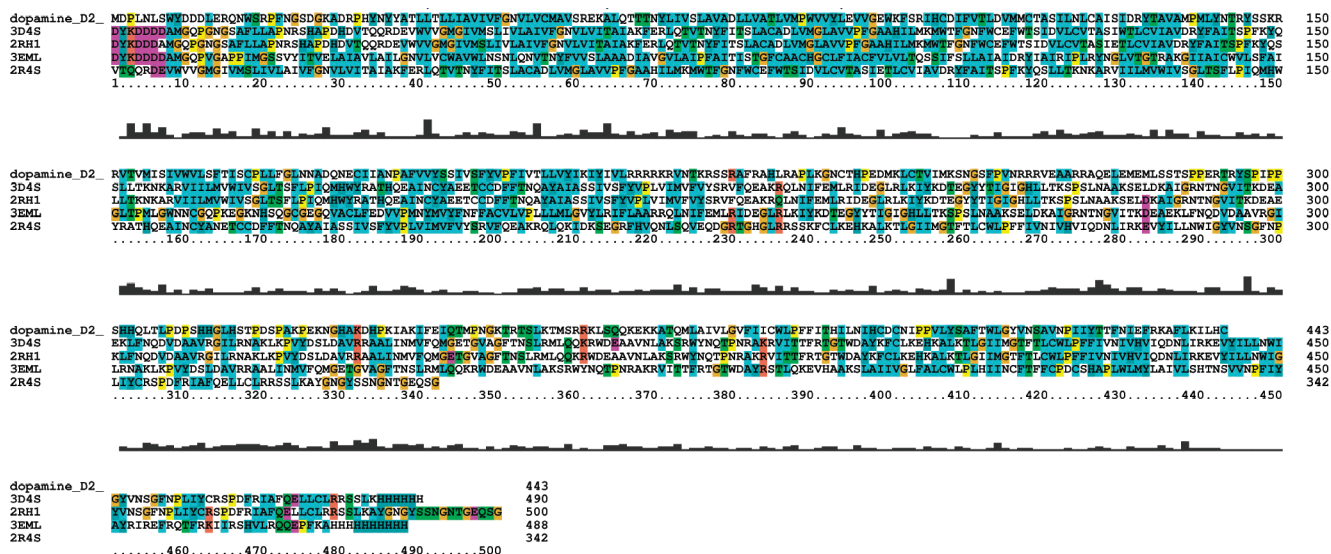 dopamine_D2_ MDPLNLSWYDDDLERQNWSRPFNGSDGKADRPHYNYYATLLTLLIAVIVFGNVLVCMAVSREKALQTTTNYLIVSLAVADLLVATLVMPWVVYLEVVGEWKFSRIHCDIFVTLDVMMCTASILNLCAISIDRYTAVAMPMLYNTRYSSKR 150
3D4S DYKDDDDAMGQPGNGSAFLLAPNRSHAPDHDVTQQRDEVWVVGMGIVMSLIVLAIVFGNVLVITAIAKFERLQTVTNYFITSLACADLVMGLAVVPFGAAHILMKMWTFGNFWCEFWTSIDVLCVTASIWTLCVIAVDRYFAITSPFKYQ 150
2RH1 DYKDDDDAMGQPGNGSAFLLAPNRSHAPDHDVTQQRDEVWVVGMGIVMSLIVLAIVFGNVLVITAIAKFERLQTVTNYFITSLACADLVMGLAVVPFGAAHILMKMWTFGNFWCEFWTSIDVLCVTASIETLCVIAVDRYFAITSPFKYQS 150
3EML DYKDDDDAMGQPVGAPPIMGSSVYITVELAIAVLAILGNVLVCWAVWLNSNLQNVTNYFVVSLAAADIAVGVLAIPFAITISTGFCAACHGCLFIACFVLVLTQSSIFSLLAIAIDRYIAIRIPLRYNGLVTGTRAKGIIAICWVLSFAI 150
2R4S VTQQRDEVWVVGMGIVMSLIVLAIVFGNVLVITAIAKFERLQTVTNYFITSLACADLVMGLAVVPFGAAHILMKMWTFGNFWCEFWTSIDVLCVTASIETLCVIAVDRYFAITSPFKYQSLLTKNKARVIILMVWIVSGLTSFLPIQMHW 150
1.......10........20........30........40........50........60........70........80........90.......100.......110.......120.......130.......140.......150
dopamine_D2_ RVTVMISIVWVLSFTISCPLLFGLNNADQNECIIANPAFVVYSSIVSFYVPFIVTLLVYIKIYIVLRRRRKRVNTKRSSRAFRAHLRAPLKGNCTHPEDMKLCTVIMKSNGSFPVNRRRVEAARRAQELEMEMLSSTSPPERTRYSPIPP 300
3D4S SLLTKNKARVIILMVWIVSGLTSFLPIQMHWYRATHQEAINCYAEETCCDFFTNQAYAIASSIVSFYVPLVIMVFVYSRVFQEAKRQLNIFEMLRIDEGLRLKIYKDTEGYYTIGIGHLLTKSPSLNAAKSELDKAIGRNTNGVITKDEA 300
2RH1 LLTKNKARVIILMVWIVSGLTSFLPIQMHWYRATHQEAINCYAEETCCDFFTNQAYAIASSIVSFYVPLVIMVFVYSRVFQEAKRQLNIFEMLRIDEGLRLKIYKDTEGYYTIGIGHLLTKSPSLNAAKSELDKAIGRNTNGVITKDEAE 300
3EML GLTPMLGWNNCGQPKEGKNHSQGCGEGQVACLFEDVVPMNYMVYFNFFACVLVPLLLMLGVYLRIFLAARRQLNIFEMLRIDEGLRLKIYKDTEGYYTIGIGHLLTKSPSLNAAKSELDKAIGRNTNGVITKDEAEKLFNQDVDAAVRGI 300
2R4S YRATHQEAINCYANETCCDFFTNQAYAIASSIVSFYVPLVIMVFVYSRVFQEAKRQLQKIDKSEGRFHVQNLSQVEQDGRTGHGLRRSSKFCLKEHKALKTLGIIMGTFTLCWLPFFIVNIVHVIQDNLIRKEVYILLNWIGYVNSGFNP 300
.......160.......170.......180.......190.......200.......210.......220.......230.......240.......250.......260.......270.......280.......290.......300
dopamine_D2_ SHHQLTLPDPSHHGLHSTPDSPAKPEKNGHAKDHPKIAKIFEIQTMPNGKTRTSLKTMSRRKLSQQKEKKATQMLAIVLGVFIICWLPFFITHILNIHCDCNIPPVLYSAFTWLGYVNSAVNPIIYTTFNIEFRKAFLKILHC 443
3D4S EKLFNQDVDAAVRGILRNAKLKPVYDSLDAVRRAALINMVFQMGETGVAGFTNSLRMLQQKRWDEAAVNLAKSRWYNQTPNRAKRVITTFRTGTWDAYKFCLKEHKALKTLGIIMGTFTLCWLPFFIVNIVHVIQDNLIRKEVYILLNWI 450
2RH1 KLFNQDVDAAVRGILRNAKLKPVYDSLDAVRRAALINMVFQMGETGVAGFTNSLRMLQQKRWDEAAVNLAKSRWYNQTPNRAKRVITTFRTGTWDAYKFCLKEHKALKTLGIIMGTFTLCWLPFFIVNIVHVIQDNLIRKEVYILLNWIG 450
3EML LRNAKLKPVYDSLDAVRRAALINMVFQMGETGVAGFTNSLRMLQQKRWDEAAVNLAKSRWYNQTPNRAKRVITTFRTGTWDAYRSTLQKEVHAAKSLAIIVGLFALCWLPLHIINCFTFFCPDCSHAPLWLMYLAIVLSHTNSVVNPFIY 450
2R4S LIYCRSPDFRIAFQELLCLRRSSLKAYGNGYSSNGNTGEQSG 342
.......310.......320.......330.......340.......350.......360.......370.......380.......390.......400.......410.......420.......430.......440.......450
dopamine_D2_ 443
3D4S GYVNSGFNPLIYCRSPDFRIAFQELLCLRRSSLKHHHHHH 490
2RH1 YVNSGFNPLIYCRSPDFRIAFQELLCLRRSSLKAYGNGYSSNGNTGEQSG 500
3EML AYRIREFRQTFRKIIRSHVLRQQEPFKAHHHHHHHHHH 488
2R4S 342
.......460.......470.......480.......490.......500